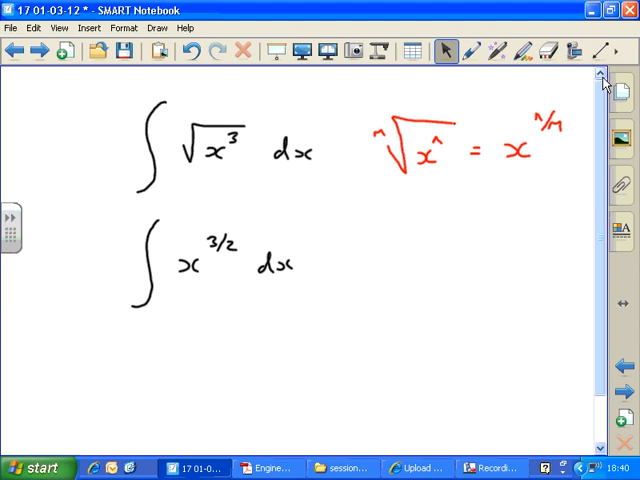 17 01-03-12 * - SMART Notebook
File Edit View Insert Format Draw Help
∫ √x³ dx ᵐ√xⁿ = x^(n/m)
∫ x^(3/2) dx
start 17 01-0... Engine... session... Upload ... Recordi... ? 18:40